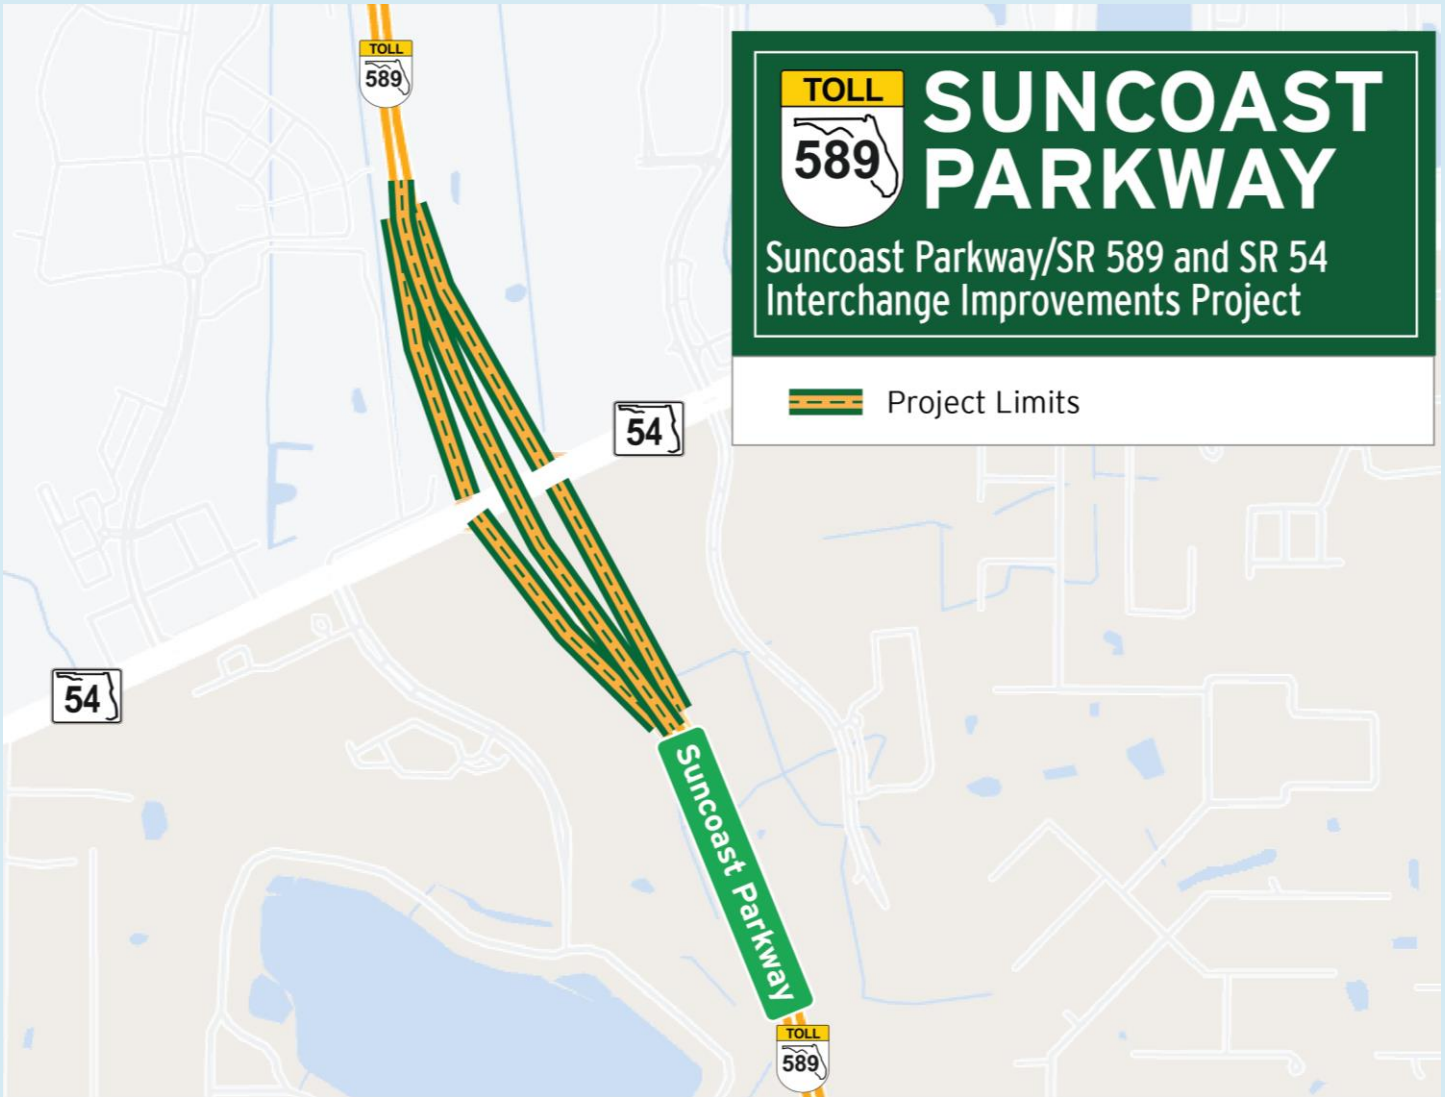 TOLL
589
TOLL
589
SUNCOAST
PARKWAY
Suncoast Parkway/SR 589 and SR 54
Interchange Improvements Project
Project Limits
54
54
Suncoast Parkway
TOLL
589